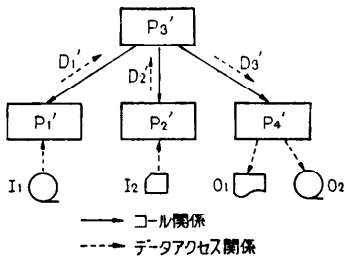 P3′
D1′
D2′
D3′
P1′
P2′
P4′
I1
I2
O1
O2
コール関係
データアクセス関係